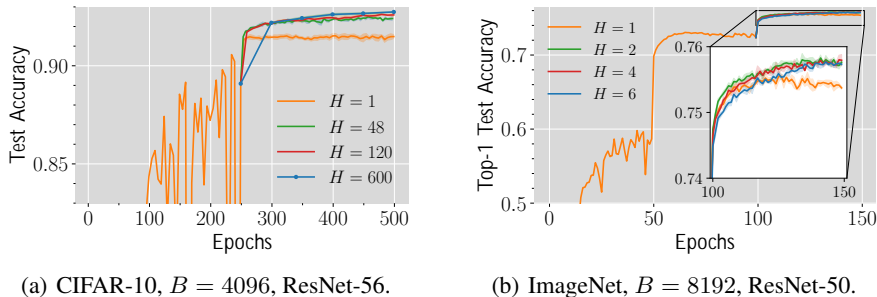 0.90
0.85
Test Accuracy
H = 1
H = 48
H = 120
H = 600
0 100 200 300 400 500
Epochs
(a) CIFAR-10, B = 4096, ResNet-56.
0.7
0.6
0.5
Top-1 Test Accuracy
H = 1
H = 2
H = 4
H = 6
0.76
0.75
0.74
100 150
0 50 100 150
Epochs
(b) ImageNet, B = 8192, ResNet-50.